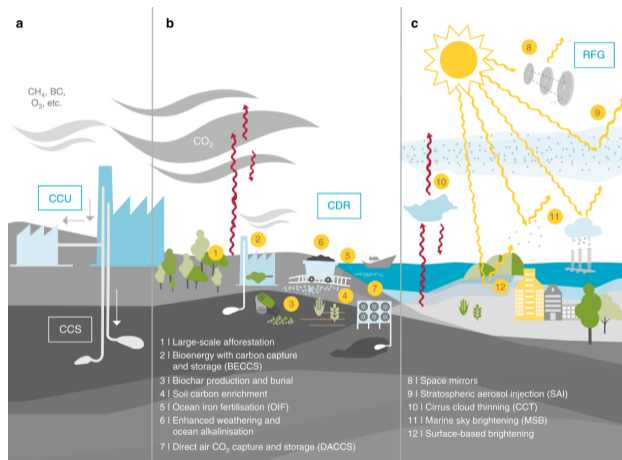 a
b
c
CH₄, BC,
O₃, etc.
CO₂
RFG
CCU
CDR
CCS
1
2
3
4
5
6
7
8
9
10
11
12
1 | Large-scale afforestation
2 | Bioenergy with carbon capture
and storage (BECCS)
3 | Biochar production and burial
4 | Soil carbon enrichment
5 | Ocean iron fertilisation (OIF)
6 | Enhanced weathering and
ocean alkalinisation
7 | Direct air CO₂ capture and storage (DACCS)
8 | Space mirrors
9 | Stratospheric aerosol injection (SAI)
10 | Cirrus cloud thinning (CCT)
11 | Marine sky brightening (MSB)
12 | Surface-based brightening